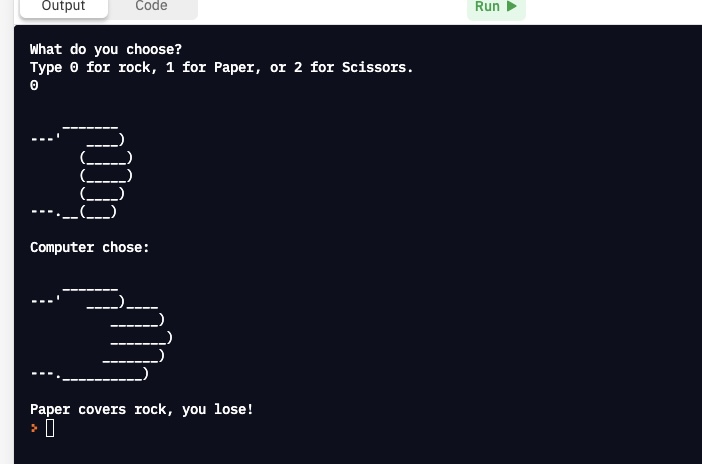 Output Code Run
What do you choose?
Type 0 for rock, 1 for Paper, or 2 for Scissors.
0
    _______
---'   ____)
      (_____)
      (_____)
      (____)
---.__(___)
Computer chose:
    _______
---'   ____)____
          ______)
          _______)
         _______)
---.__________)
Paper covers rock, you lose!